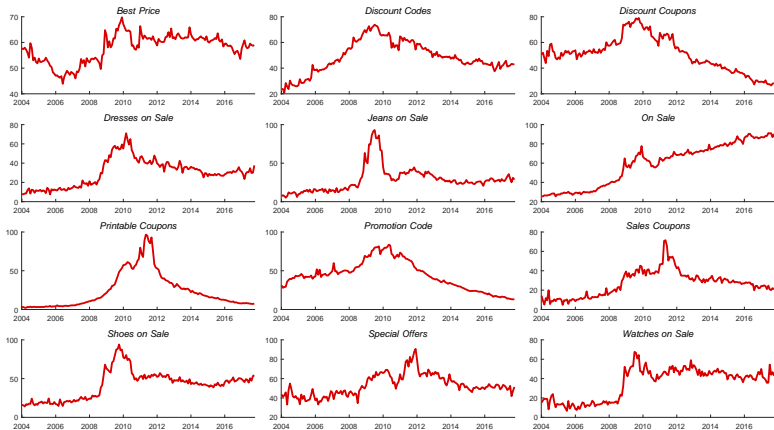 Best Price
70
60
50
40
2004 2006 2008 2010 2012 2014 2016
Discount Codes
80
60
40
20
2004 2006 2008 2010 2012 2014 2016
Discount Coupons
80
60
40
20
2004 2006 2008 2010 2012 2014 2016
Dresses on Sale
80
60
40
20
0
2004 2006 2008 2010 2012 2014 2016
Jeans on Sale
100
50
0
2004 2006 2008 2010 2012 2014 2016
On Sale
100
80
60
40
20
2004 2006 2008 2010 2012 2014 2016
Printable Coupons
100
50
0
2004 2006 2008 2010 2012 2014 2016
Promotion Code
100
50
0
2004 2006 2008 2010 2012 2014 2016
Sales Coupons
80
60
40
20
0
2004 2006 2008 2010 2012 2014 2016
Shoes on Sale
100
50
0
2004 2006 2008 2010 2012 2014 2016
Special Offers
100
80
60
40
20
2004 2006 2008 2010 2012 2014 2016
Watches on Sale
80
60
40
20
0
2004 2006 2008 2010 2012 2014 2016